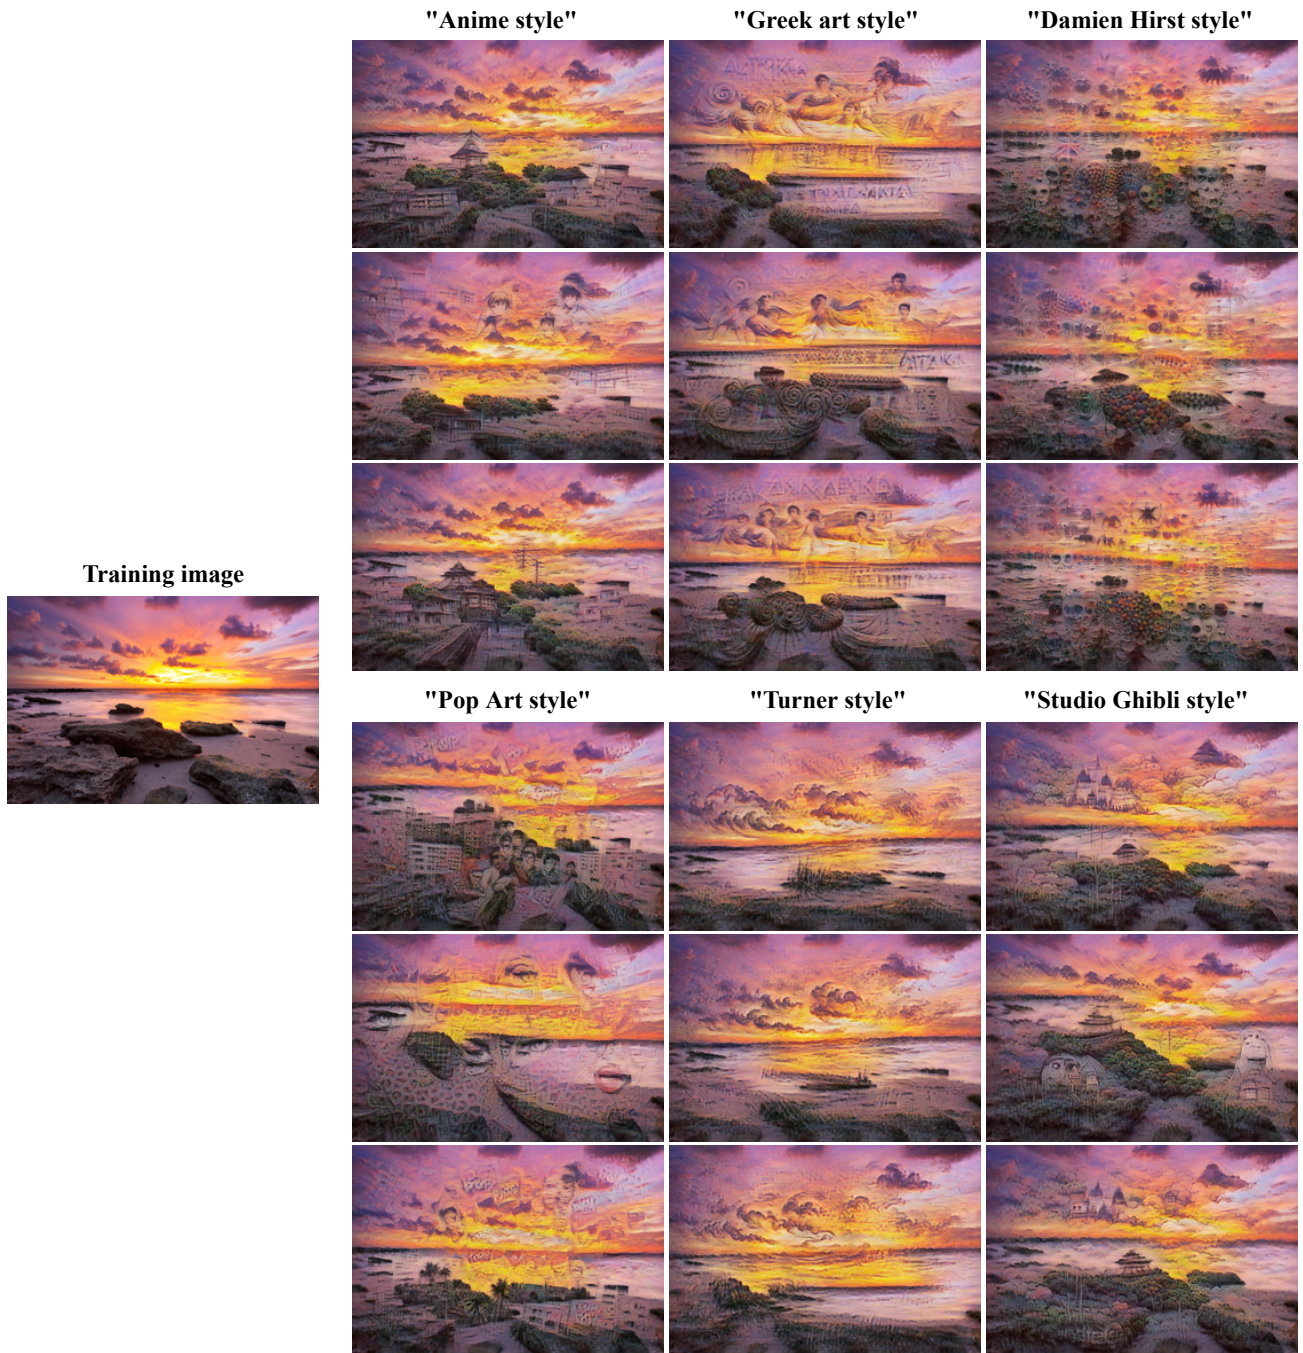 "Anime style"
"Greek art style"
"Damien Hirst style"
Training image
"Pop Art style"
"Turner style"
"Studio Ghibli style"